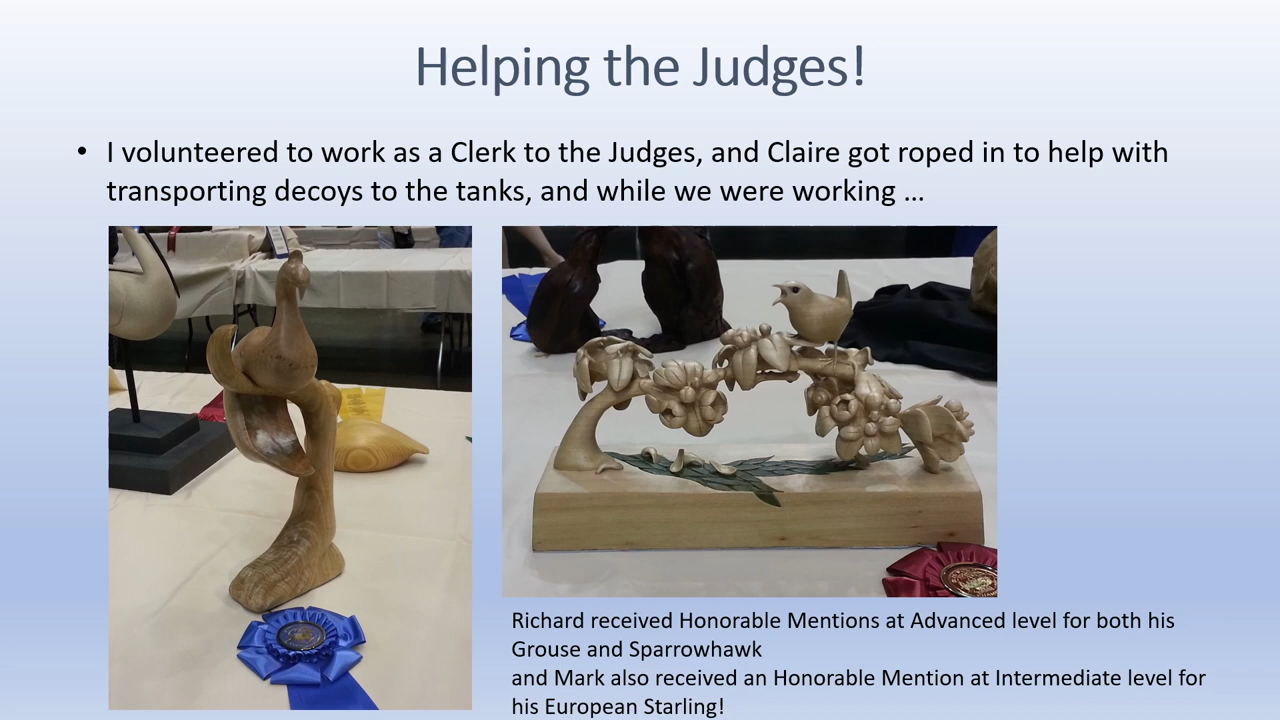 Helping the Judges!
• I volunteered to work as a Clerk to the Judges, and Claire got roped in to help with
transporting decoys to the tanks, and while we were working ...
Richard received Honorable Mentions at Advanced level for both his
Grouse and Sparrowhawk
and Mark also received an Honorable Mention at Intermediate level for
his European Starling!